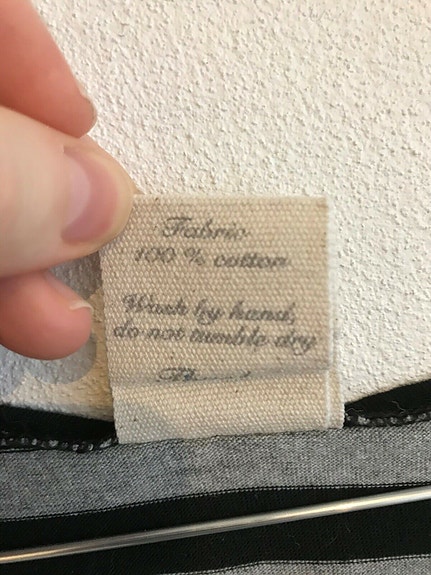 Fabric
100 % cotton
Wash by hand,
do not tumble dry